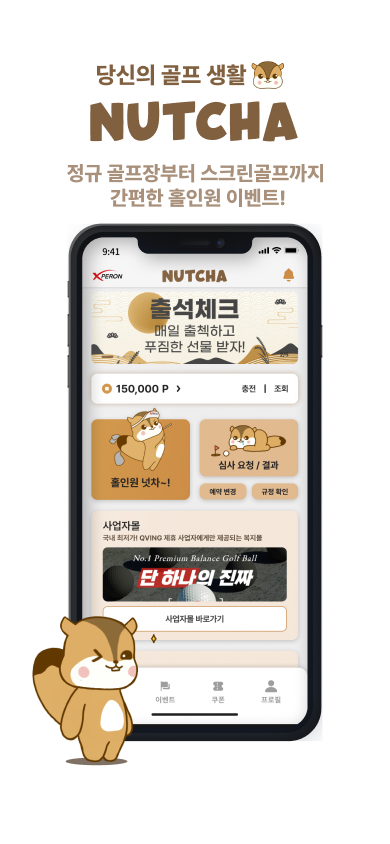 당신의 골프 생활
NUTCHA
정규 골프장부터 스크린골프까지
간편한 홀인원 이벤트!
9:41
XPERON
NUTCHA
출석체크
매일 출첵하고
푸짐한 선물 받자!
150,000 P >
충전 | 조회
홀인원 넛차~!
심사 요청 / 결과
예약 변경
규정 확인
사업자몰
국내 최저가! QVING 제휴 사업자에게만 제공되는 복지몰
No.1 Premium Balance Golf Ball
단 하나의 진짜
사업자몰 바로가기
이벤트
쿠폰
프로필